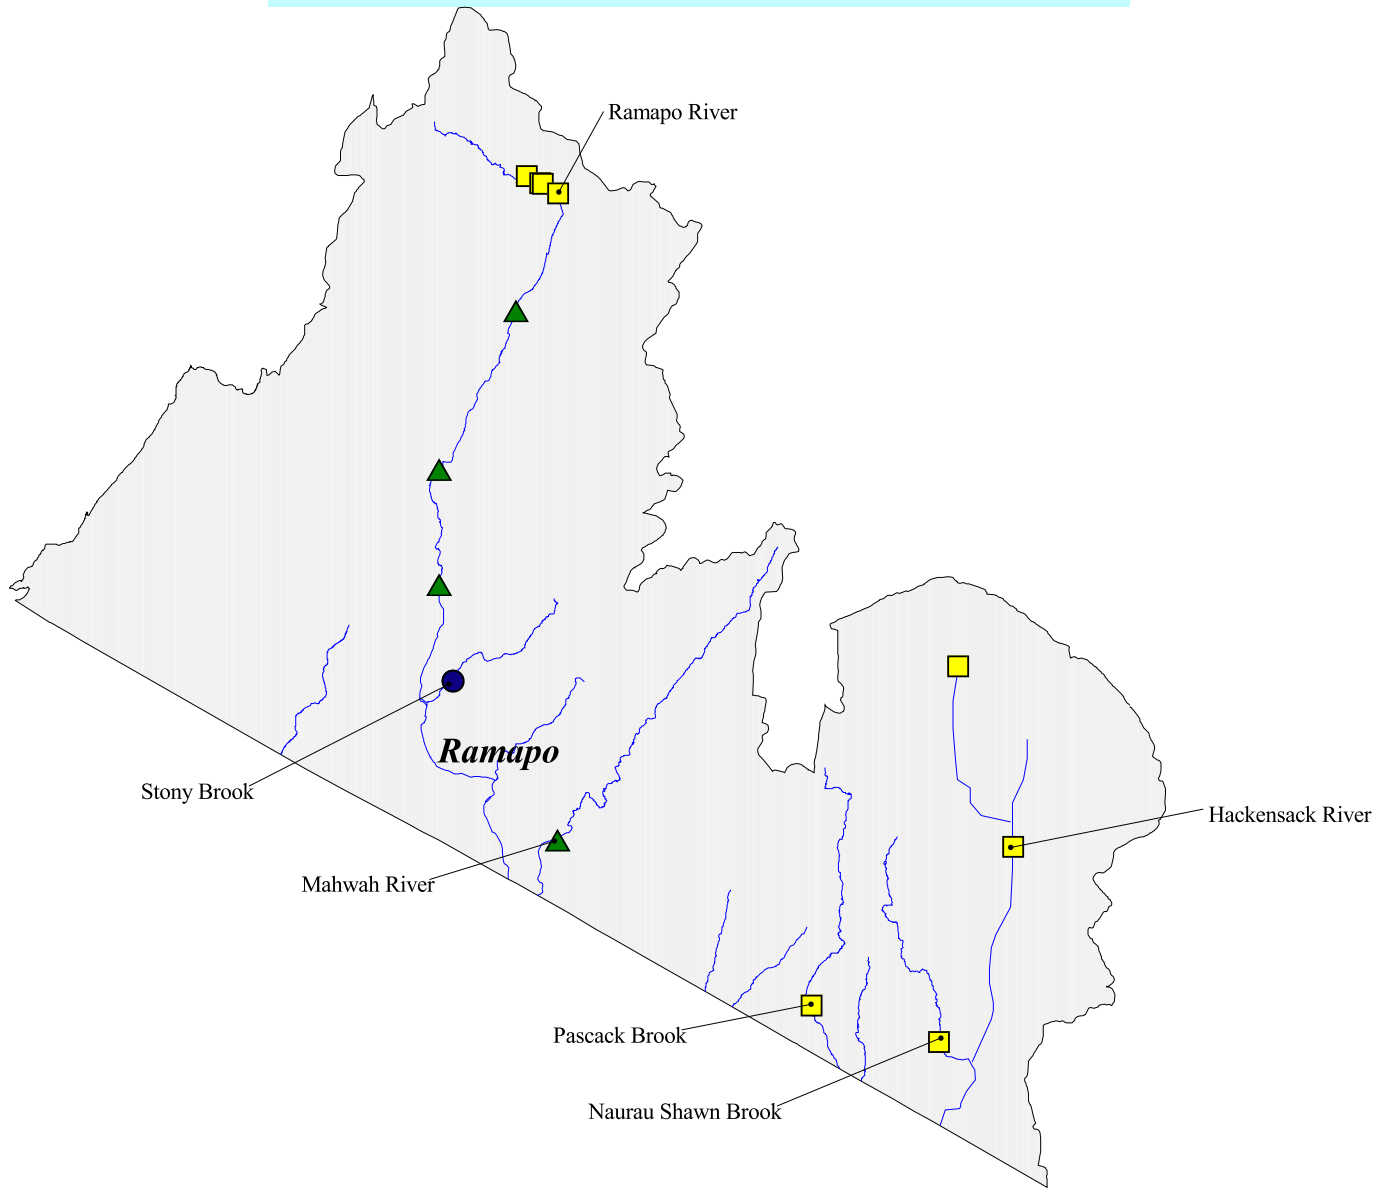 Ramapo River
Ramapo
Stony Brook
Hackensack River
Mahwah River
Pascack Brook
Naurau Shawn Brook